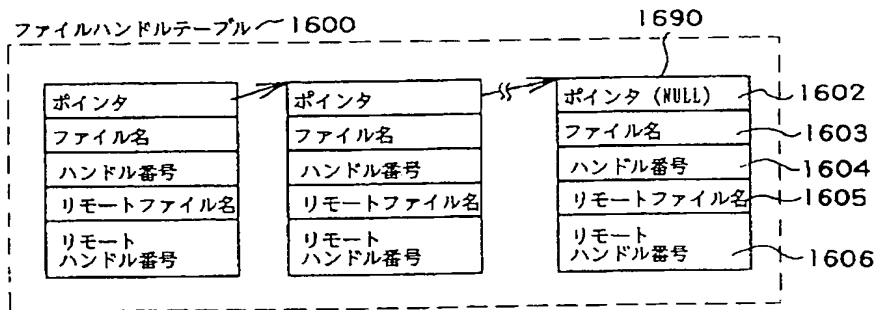 ファイルハンドルテーブル 1600
1690
ポインタ
ファイル名
ハンドル番号
リモートファイル名
リモート
ハンドル番号
ポインタ
ファイル名
ハンドル番号
リモートファイル名
リモート
ハンドル番号
ポインタ (NULL) 1602
ファイル名 1603
ハンドル番号 1604
リモートファイル名 1605
リモート
ハンドル番号 1606